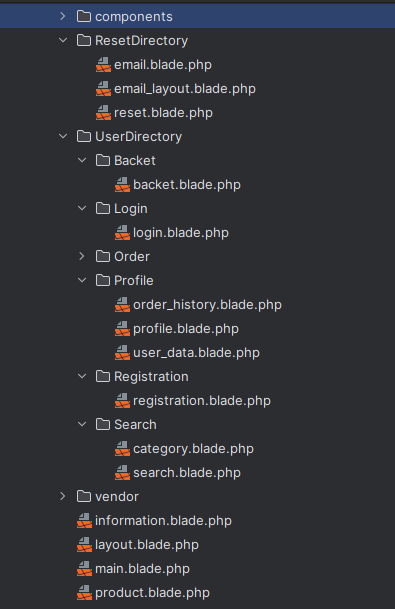 components
ResetDirectory
email.blade.php
email_layout.blade.php
reset.blade.php
UserDirectory
Backet
backet.blade.php
Login
login.blade.php
Order
Profile
order_history.blade.php
profile.blade.php
user_data.blade.php
Registration
registration.blade.php
Search
category.blade.php
search.blade.php
vendor
information.blade.php
layout.blade.php
main.blade.php
product.blade.php